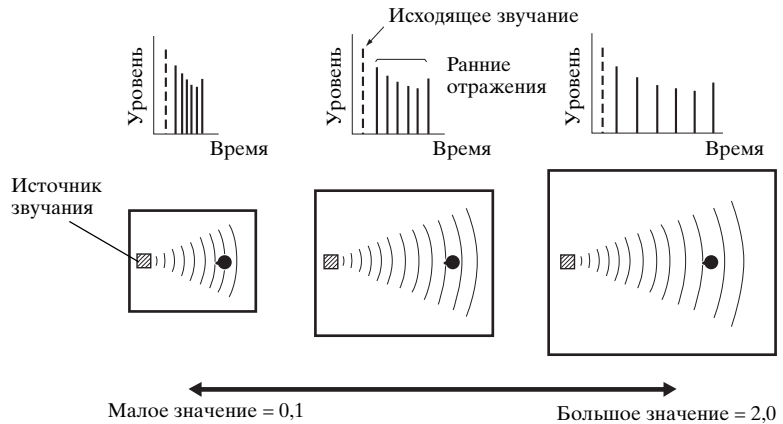 Исходящее звучание
Уровень
Время
Уровень
Ранние
отражения
Время
Уровень
Время
Источник
звучания
Малое значение = 0,1
Большое значение = 2,0